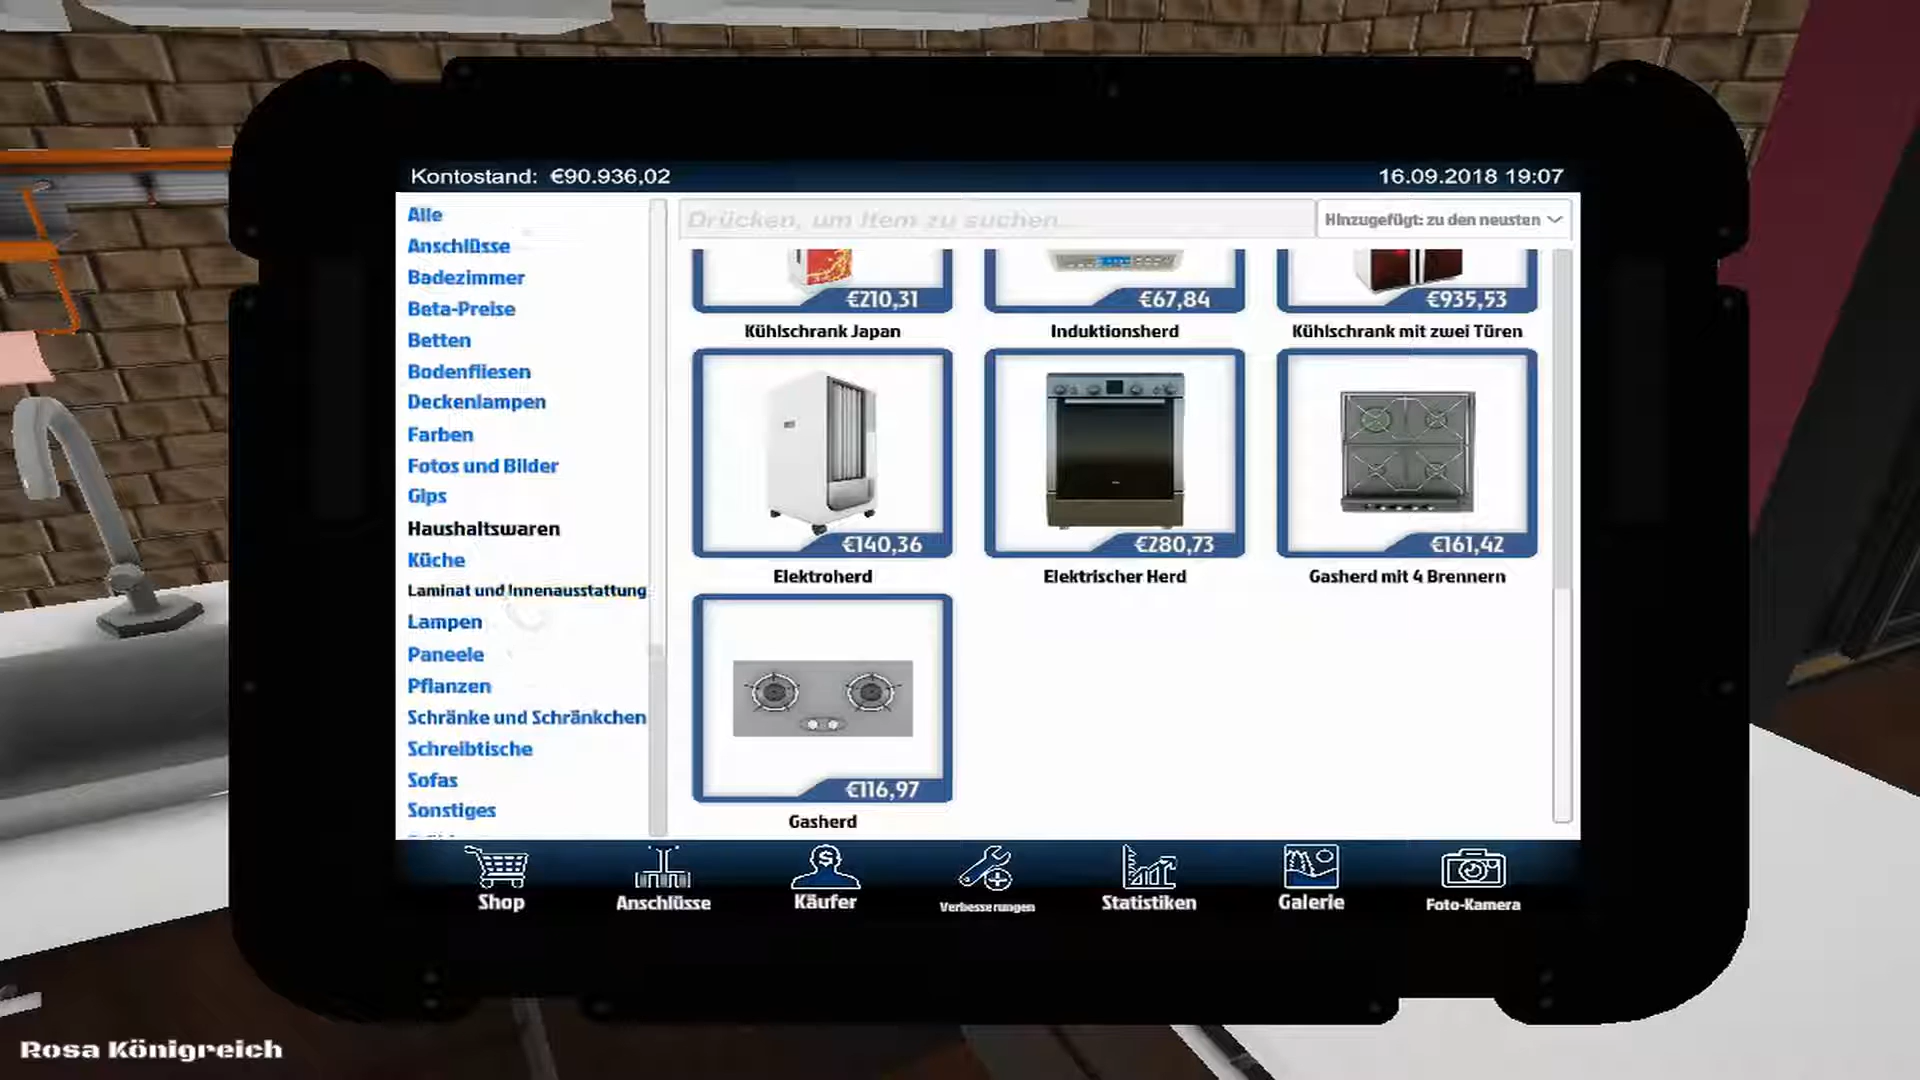 Kontostand: €90.936,02
16.09.2018 19:07
Alle
Anschlüsse
Badezimmer
Beta-Preise
Betten
Bodenfliesen
Deckenlampen
Farben
Fotos und Bilder
Gips
Haushaltswaren
Küche
Laminat und Innenausstattung
Lampen
Paneele
Pflanzen
Schränke und Schränkchen
Schreibtische
Sofas
Sonstiges
Drücken, um Item zu suchen...
Hinzugefügt: zu den neusten
€210,31
€67,84
€935,53
Kühlschrank Japan
Induktionsherd
Kühlschrank mit zwei Türen
€140,36
€280,73
€161,42
Elektroherd
Elektrischer Herd
Gasherd mit 4 Brennern
€116,97
Gasherd
Shop
Anschlüsse
Käufer
Verbesserungen
Statistiken
Galerie
Foto-Kamera
Rosa Königreich